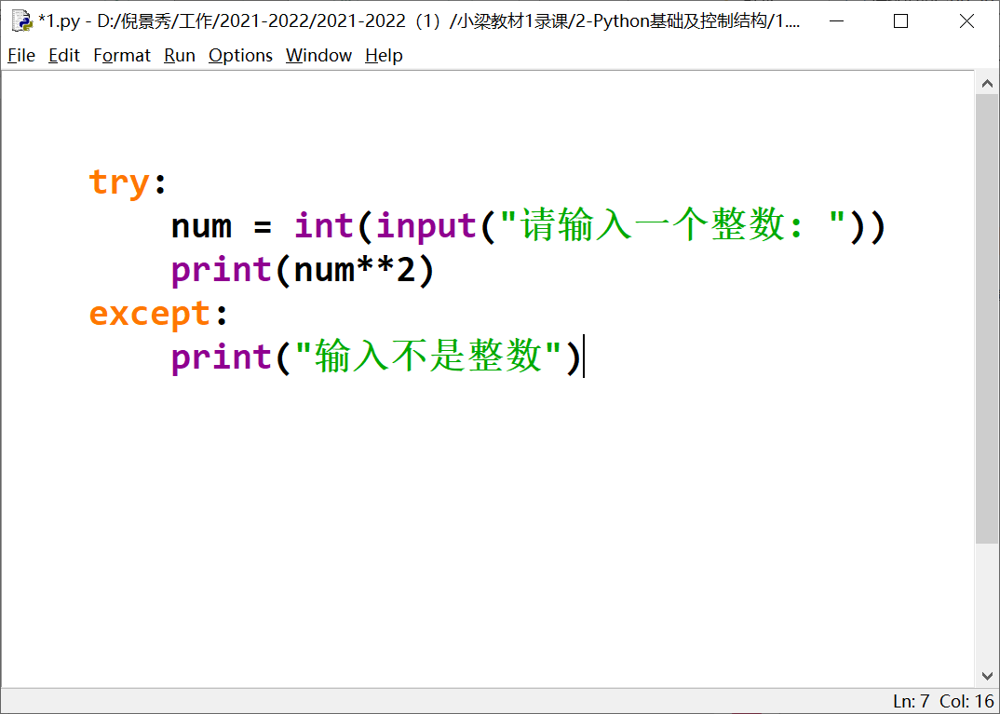 *1.py - D:/倪景秀/工作/2021-2022/2021-2022（1）/小梁教材1录课/2-Python基础及控制结构/1....
File Edit Format Run Options Window Help
try:
    num = int(input("请输入一个整数："))
    print(num**2)
except:
    print("输入不是整数")
Ln: 7 Col: 16